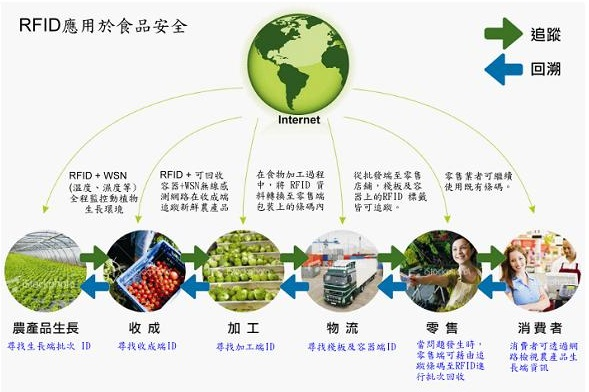 RFID應用於食品安全
追蹤
回溯
Internet
RFID + WSN
(溫度、濕度等)
全程監控動植物
生長環境
RFID + 可回收
容器+WSN無線感
測網路在收成端
追蹤新鮮農產品
在食物加工過程
中，將 RFID 資
料轉換至零售端
包裝上的條碼內
從批發端至零售
店舖，棧板及容
器上的RFID 標籤
皆可追蹤。
零售業者可繼續
使用既有條碼。
農產品生長
收成
加工
物流
零售
消費者
尋找生長端批次 ID
尋找收成端ID
尋找加工端ID
尋找棧板及容器端ID
當問題發生時，
零售端可藉由追
蹤條碼至RFID進
行批次回收
消費者可透過網
路檢視農產品生
長端資訊